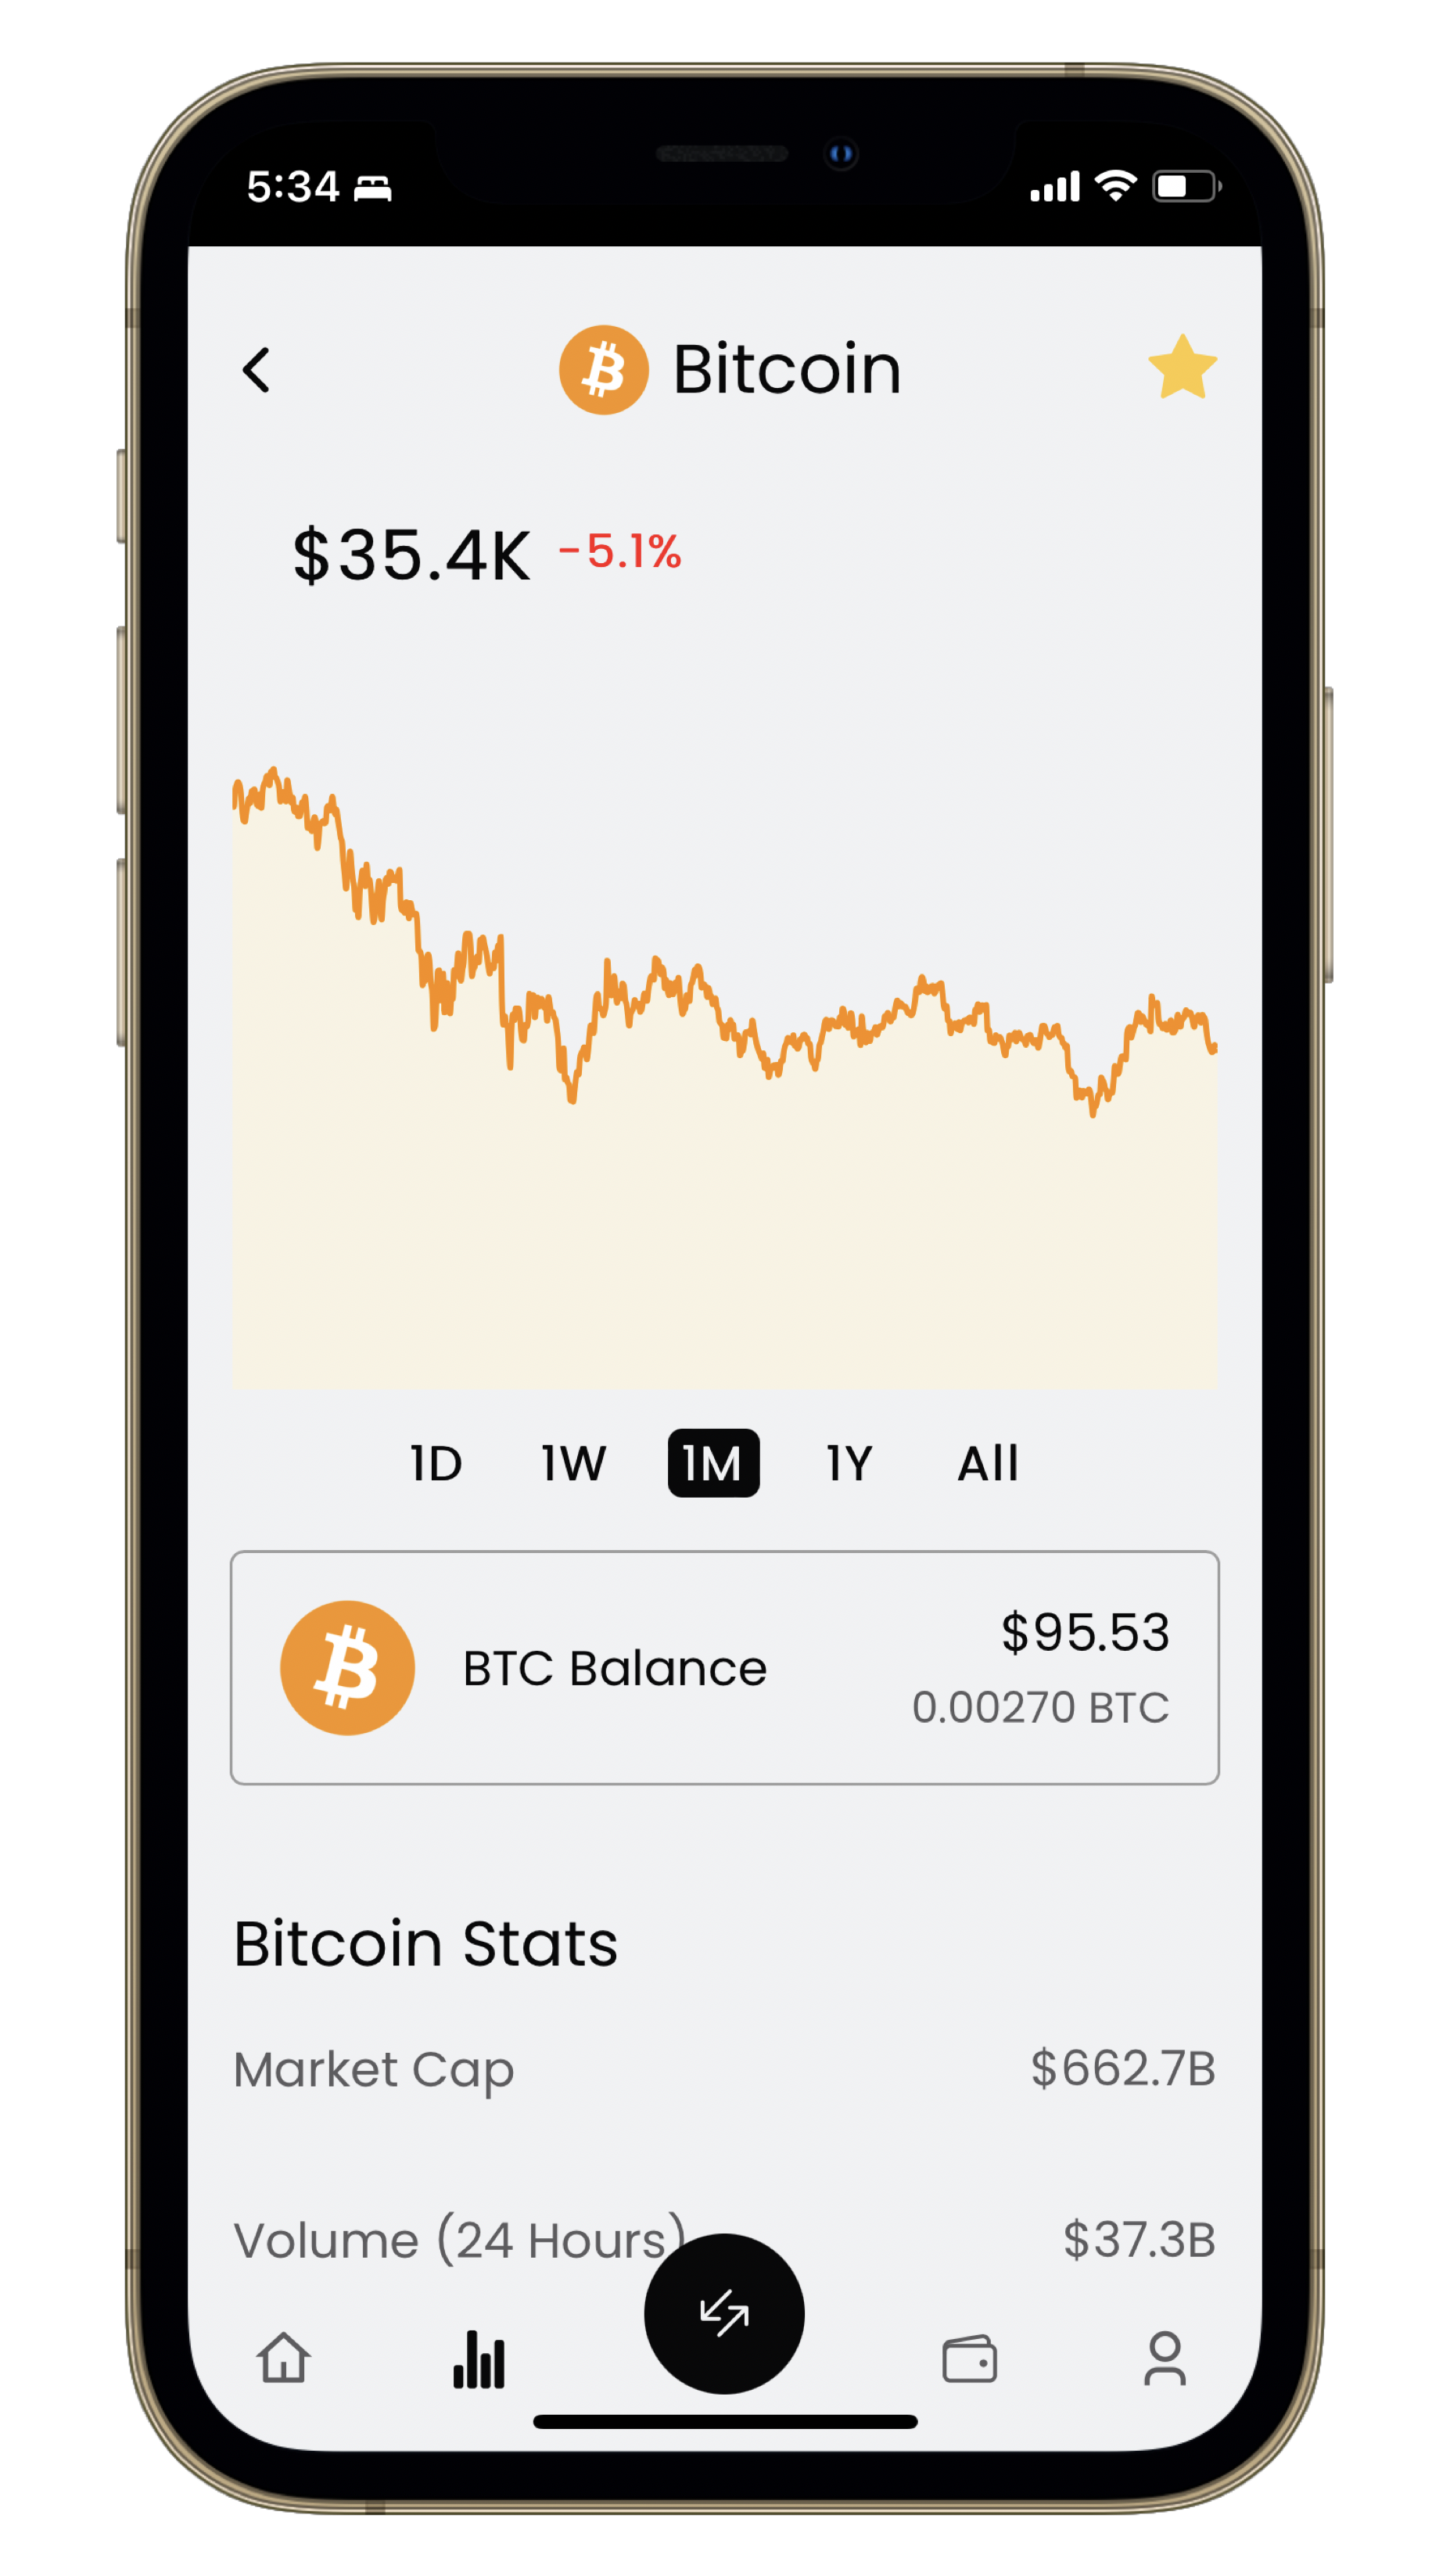 5:34
Bitcoin
$35.4K -5.1%
1D 1W 1M 1Y All
$95.53
BTC Balance
0.00270 BTC
Bitcoin Stats
Market Cap $662.7B
Volume (24 Hours) $37.3B